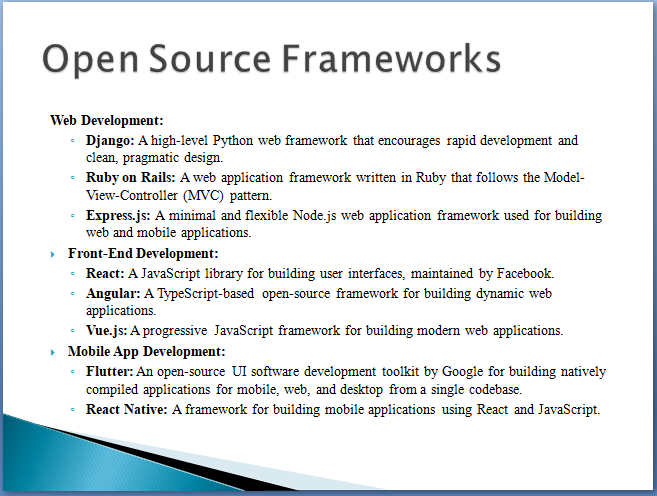 Open Source Frameworks
Web Development:
Django: A high-level Python web framework that encourages rapid development and
clean, pragmatic design.
Ruby on Rails: A web application framework written in Ruby that follows the Model-
View-Controller (MVC) pattern.
Express.js: A minimal and flexible Node.js web application framework used for building
web and mobile applications.
Front-End Development:
React: A JavaScript library for building user interfaces, maintained by Facebook.
Angular: A TypeScript-based open-source framework for building dynamic web
applications.
Vue.js: A progressive JavaScript framework for building modern web applications.
Mobile App Development:
Flutter: An open-source UI software development toolkit by Google for building natively
compiled applications for mobile, web, and desktop from a single codebase.
React Native: A framework for building mobile applications using React and JavaScript.